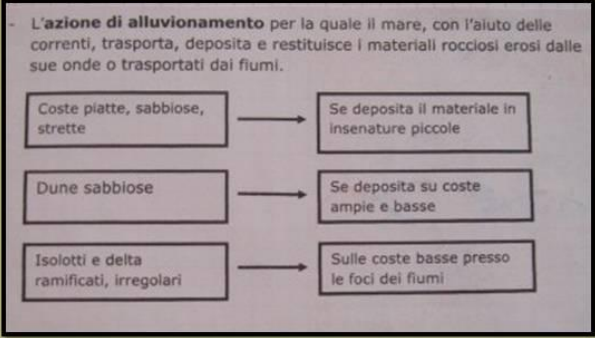 - L'azione di alluvionamento per la quale il mare, con l'aiuto delle
correnti, trasporta, deposita e restituisce i materiali rocciosi erosi dalle
sue onde o trasportati dai fiumi.
Coste piatte, sabbiose,
strette
Se deposita il materiale in
insenature piccole
Dune sabbiose
Se deposita su coste
ampie e basse
Isolotti e delta
ramificati, irregolari
Sulle coste basse presso
le foci dei fiumi